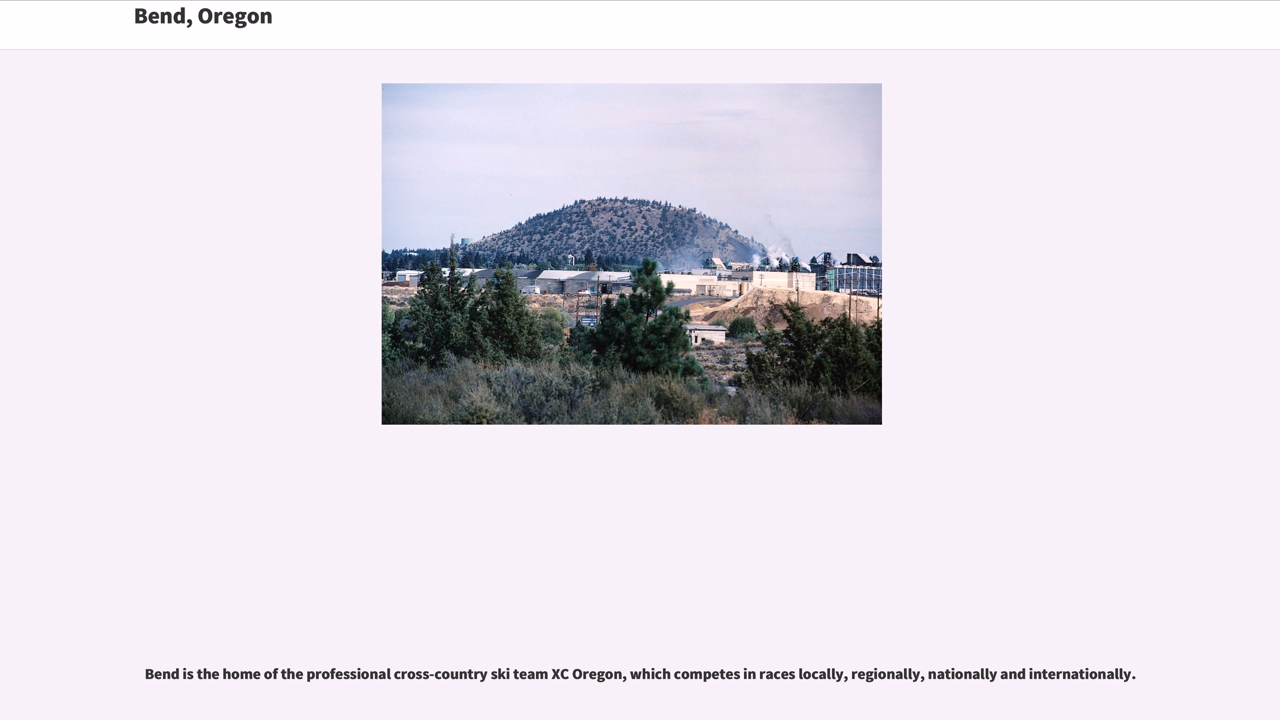 Bend, Oregon
Bend is the home of the professional cross-country ski team XC Oregon, which competes in races locally, regionally, nationally and internationally.